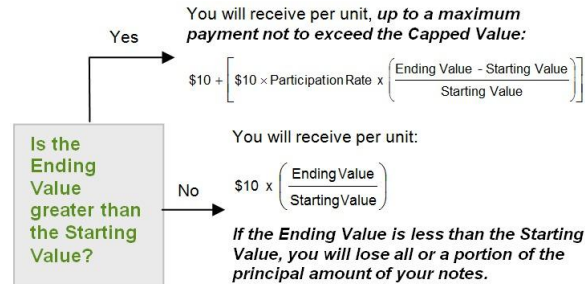 You will receive per unit, up to a maximum
Yes
payment not to exceed the Capped Value:
$10 + [ $10 × Participation Rate x ( Ending Value - Starting Value / Starting Value ) ]
Is the
Ending
Value
greater than
the Starting
Value?
You will receive per unit:
No
$10 x ( Ending Value / Starting Value )
If the Ending Value is less than the Starting
Value, you will lose all or a portion of the
principal amount of your notes.